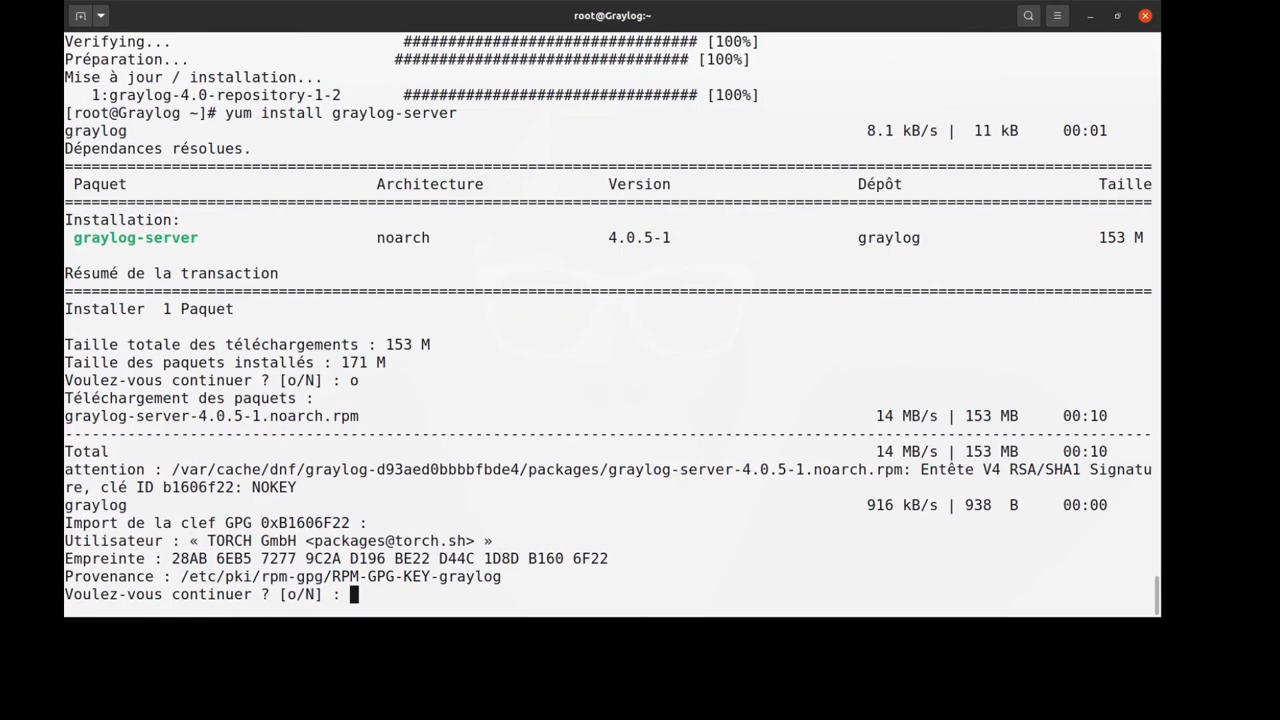 root@Graylog:~
Verifying... ################################# [100%]
Préparation... ################################# [100%]
Mise à jour / installation...
1:graylog-4.0-repository-1-2 ################################# [100%]
[root@Graylog ~]# yum install graylog-server
graylog 8.1 kB/s | 11 kB 00:01
Dépendances résolues.
==========================================================================================================================
Paquet Architecture Version Dépôt Taille
==========================================================================================================================
Installation:
graylog-server noarch 4.0.5-1 graylog 153 M
Résumé de la transaction
==========================================================================================================================
Installer 1 Paquet
Taille totale des téléchargements : 153 M
Taille des paquets installés : 171 M
Voulez-vous continuer ? [o/N] : o
Téléchargement des paquets :
graylog-server-4.0.5-1.noarch.rpm 14 MB/s | 153 MB 00:10
--------------------------------------------------------------------------------------------------------------------------
Total 14 MB/s | 153 MB 00:10
attention : /var/cache/dnf/graylog-d93aed0bbbbfbde4/packages/graylog-server-4.0.5-1.noarch.rpm: Entête V4 RSA/SHA1 Signatu
re, clé ID b1606f22: NOKEY
graylog 916 kB/s | 938 B 00:00
Import de la clef GPG 0xB1606F22 :
Utilisateur : « TORCH GmbH <packages@torch.sh> »
Empreinte : 28AB 6EB5 7277 9C2A D196 BE22 D44C 1D8D B160 6F22
Provenance : /etc/pki/rpm-gpg/RPM-GPG-KEY-graylog
Voulez-vous continuer ? [o/N] :